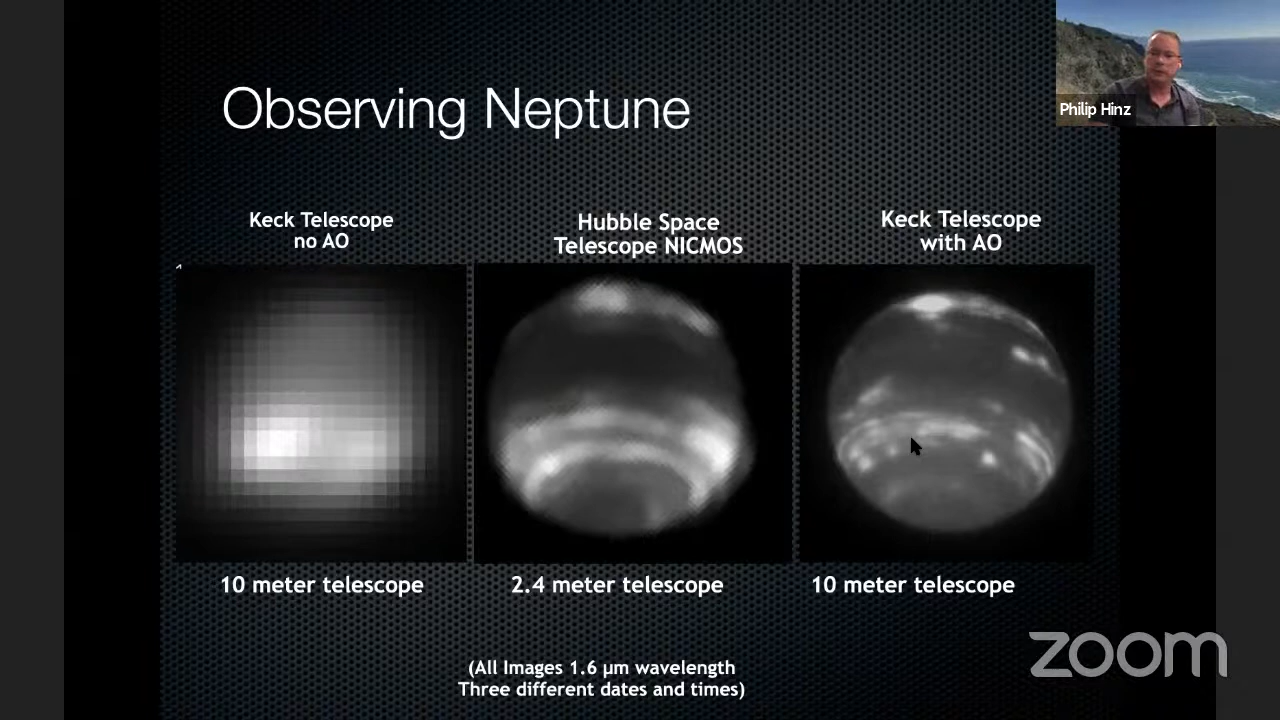 Philip Hinz
Observing Neptune
Keck Telescope
no AO
Hubble Space
Telescope NICMOS
Keck Telescope
with AO
10 meter telescope
2.4 meter telescope
10 meter telescope
(All Images 1.6 µm wavelength
Three different dates and times)
zoom